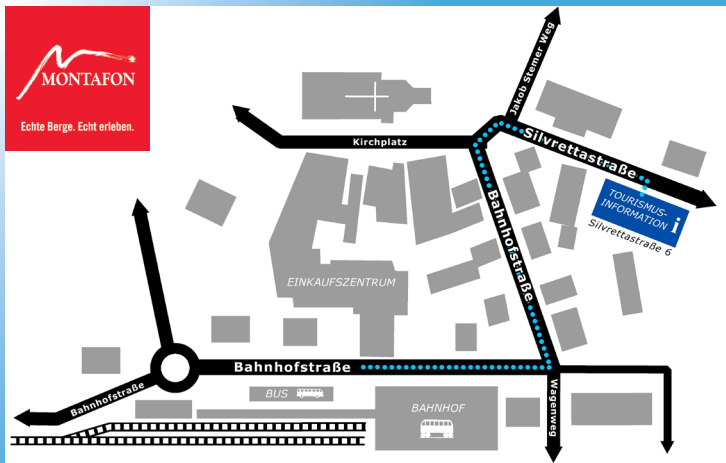 MONTAFON
Echte Berge. Echt erleben.
Jakob Stemer Weg
Kirchplatz
Silvrettastraße
TOURISMUS-
INFORMATION
i
Silvrettastraße 6
Bahnhofstraße
EINKAUFSZENTRUM
Bahnhofstraße
Bahnhofstraße
BUS
BAHNHOF
Wagenweg